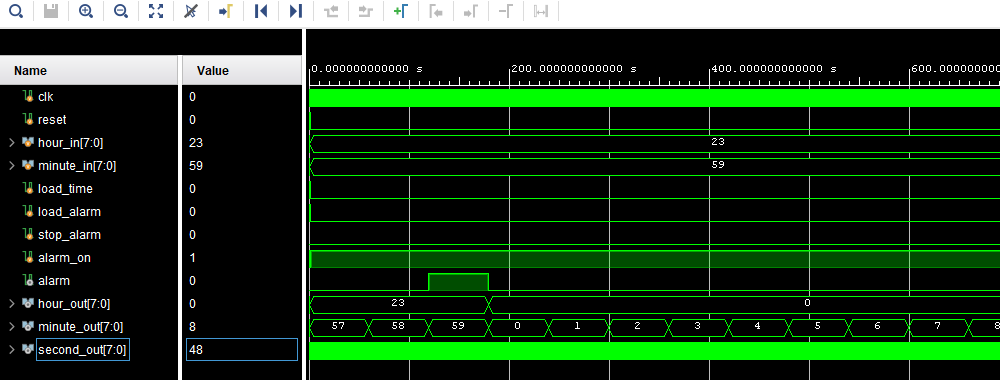 0.000000000000 s 200.000000000000 s 400.000000000000 s 600.000000000
Name Value
clk 0
reset 0
hour_in[7:0] 23 23
minute_in[7:0] 59 59
load_time 0
load_alarm 0
stop_alarm 0
alarm_on 1
alarm 0
hour_out[7:0] 0 23 0
minute_out[7:0] 8 57 58 59 0 1 2 3 4 5 6 7 8
second_out[7:0] 48